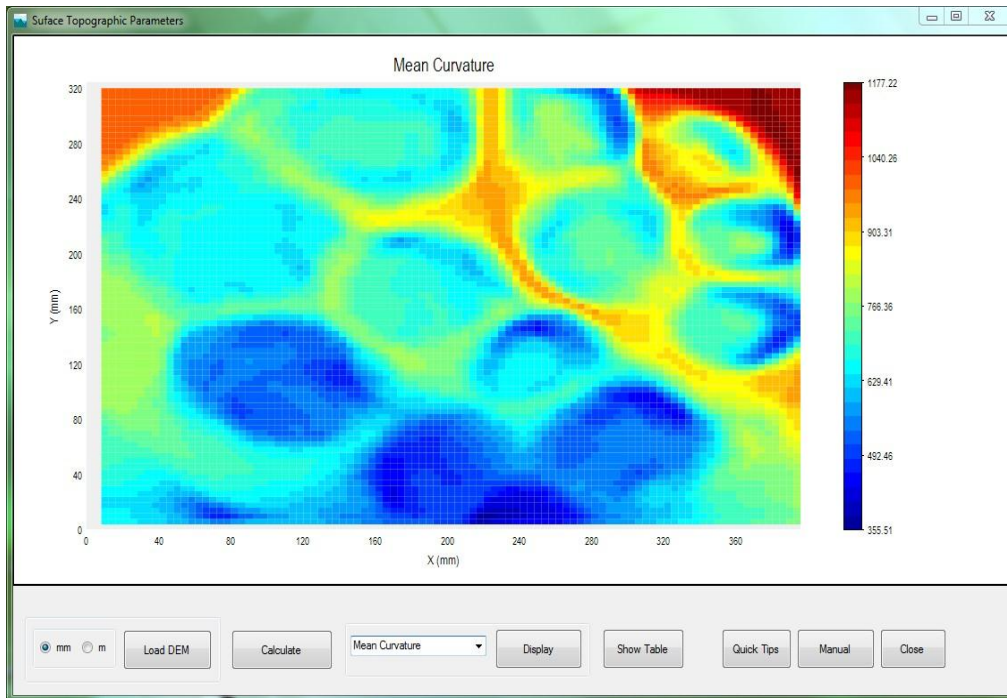 Suface Topographic Parameters
Mean Curvature
320
280
240
200
160
120
80
40
0
Y (mm)
0 40 80 120 160 200 240 280 320 360
X (mm)
1177.22
1040.26
903.31
766.36
629.41
492.46
355.51
mm m Load DEM Calculate Mean Curvature Display Show Table Quick Tips Manual Close